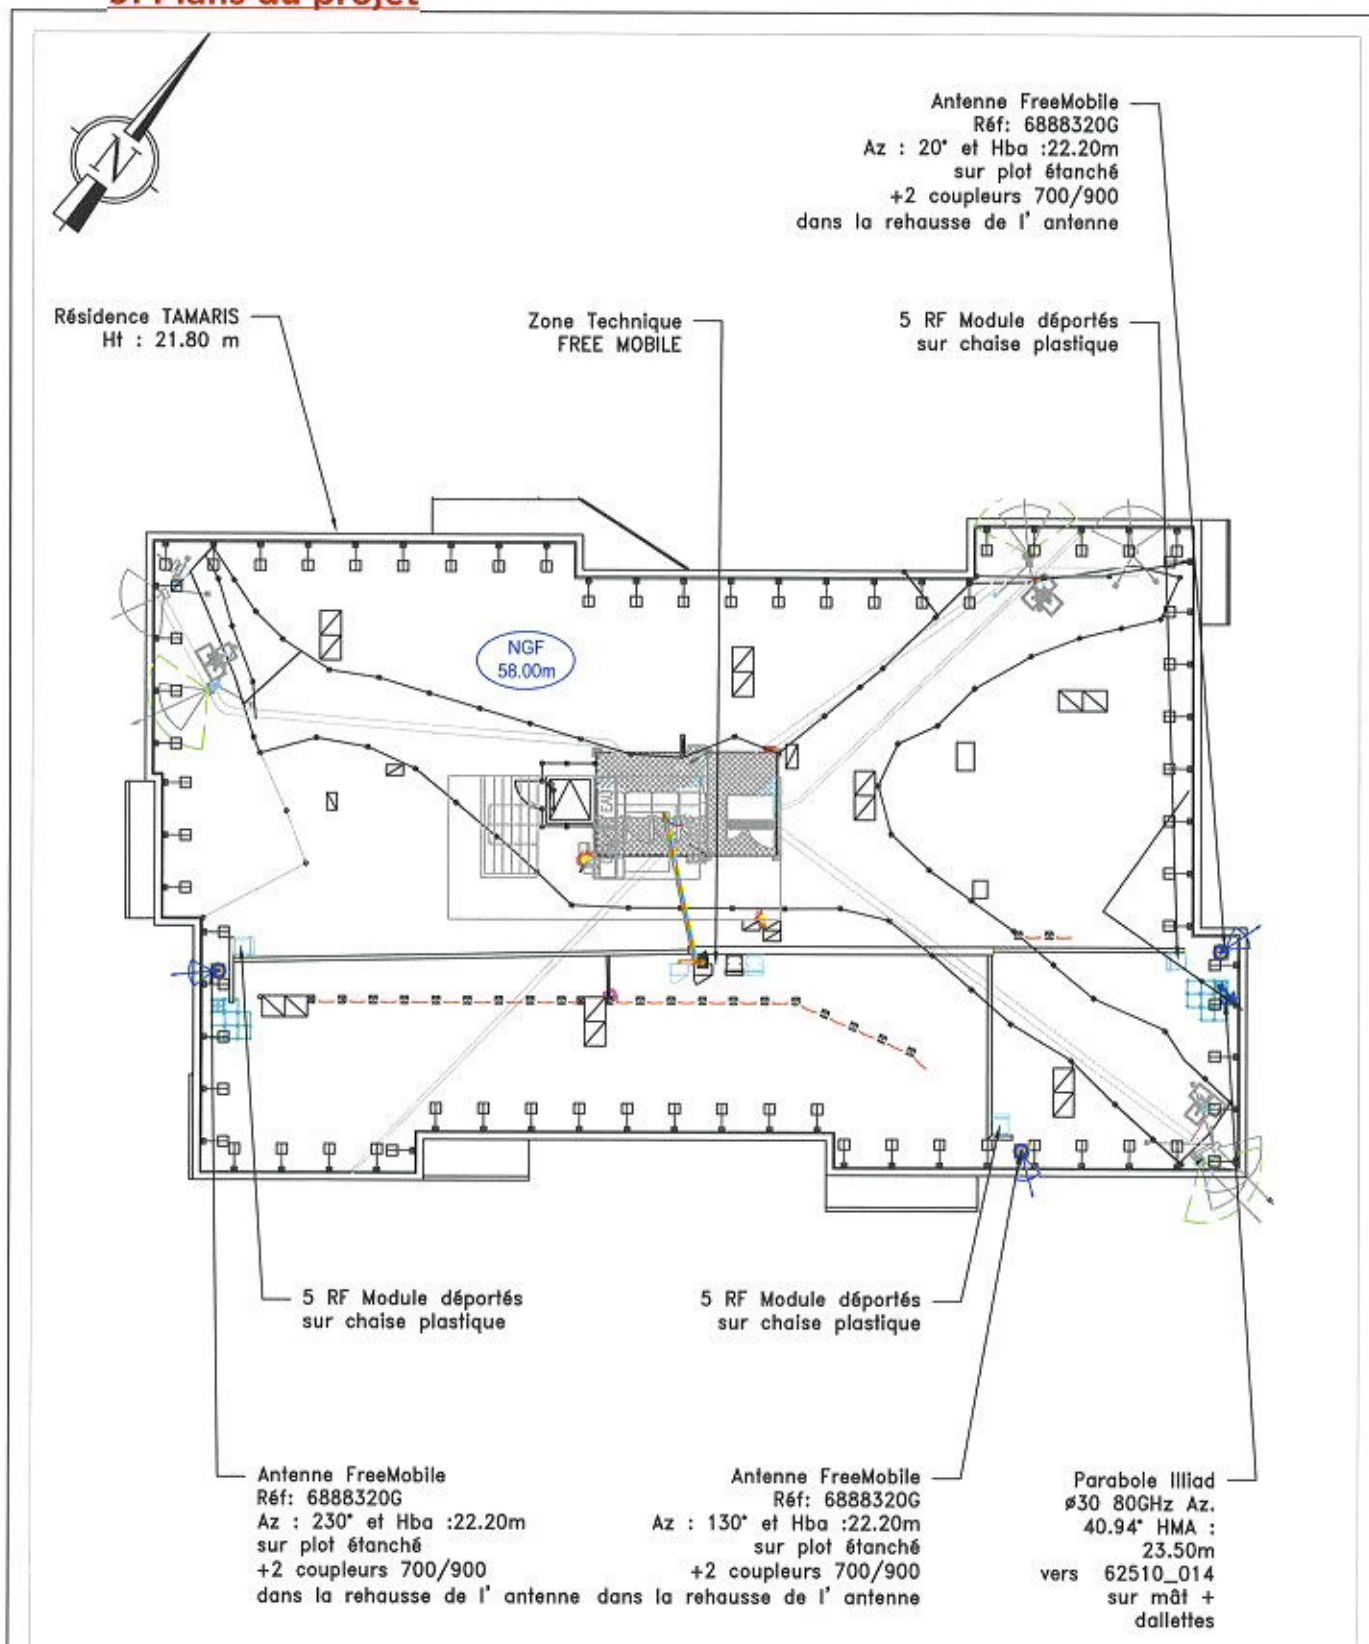 Plans du projet
N
Antenne FreeMobile
Réf: 6888320G
Az : 20° et Hba :22.20m
sur plot étanché
+2 coupleurs 700/900
dans la rehausse de l' antenne
Résidence TAMARIS
Ht : 21.80 m
Zone Technique
FREE MOBILE
5 RF Module déportés
sur chaise plastique
NGF
58.00m
EAU
5 RF Module déportés
sur chaise plastique
5 RF Module déportés
sur chaise plastique
Antenne FreeMobile
Réf: 6888320G
Az : 230° et Hba :22.20m
sur plot étanché
+2 coupleurs 700/900
dans la rehausse de l' antenne
Antenne FreeMobile
Réf: 6888320G
Az : 130° et Hba :22.20m
sur plot étanché
+2 coupleurs 700/900
dans la rehausse de l' antenne
Parabole Illiad
ø30 80GHz Az.
40.94° HMA :
23.50m
vers 62510_014
sur mât +
dallettes